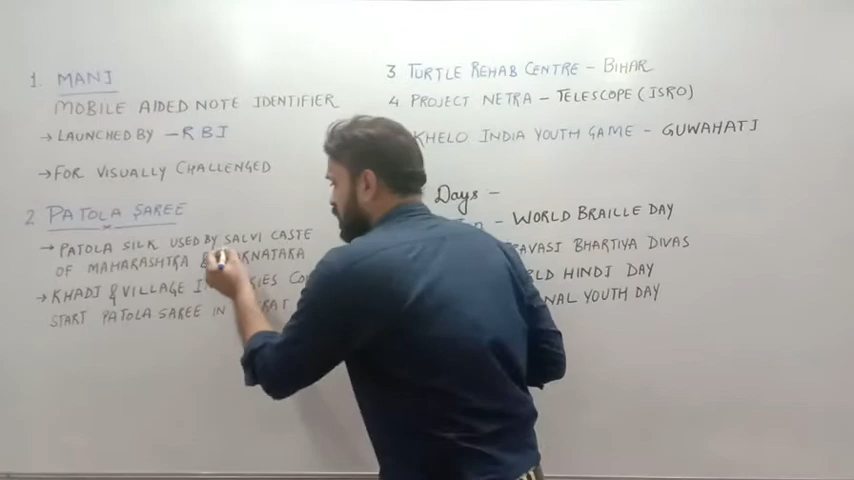 1. MANI
MOBILE AIDED NOTE IDENTIFIER
→ LAUNCHED BY - RBI
→ FOR VISUALLY CHALLENGED
2 PATOLA SAREE
→ PATOLA SILK USED BY SALVI CASTE
OF MAHARASHTRA
→ KHADI & VILLAGE
START PATOLA SAREE IN
3 TURTLE REHAB CENTRE - BIHAR
4. PROJECT NETRA - TELESCOPE (ISRO)
KHELO INDIA YOUTH GAME - GUWAHATI
Days -
- WORLD BRAILLE DAY
BHARTIYA DIVAS
HINDI DAY
YOUTH DAY